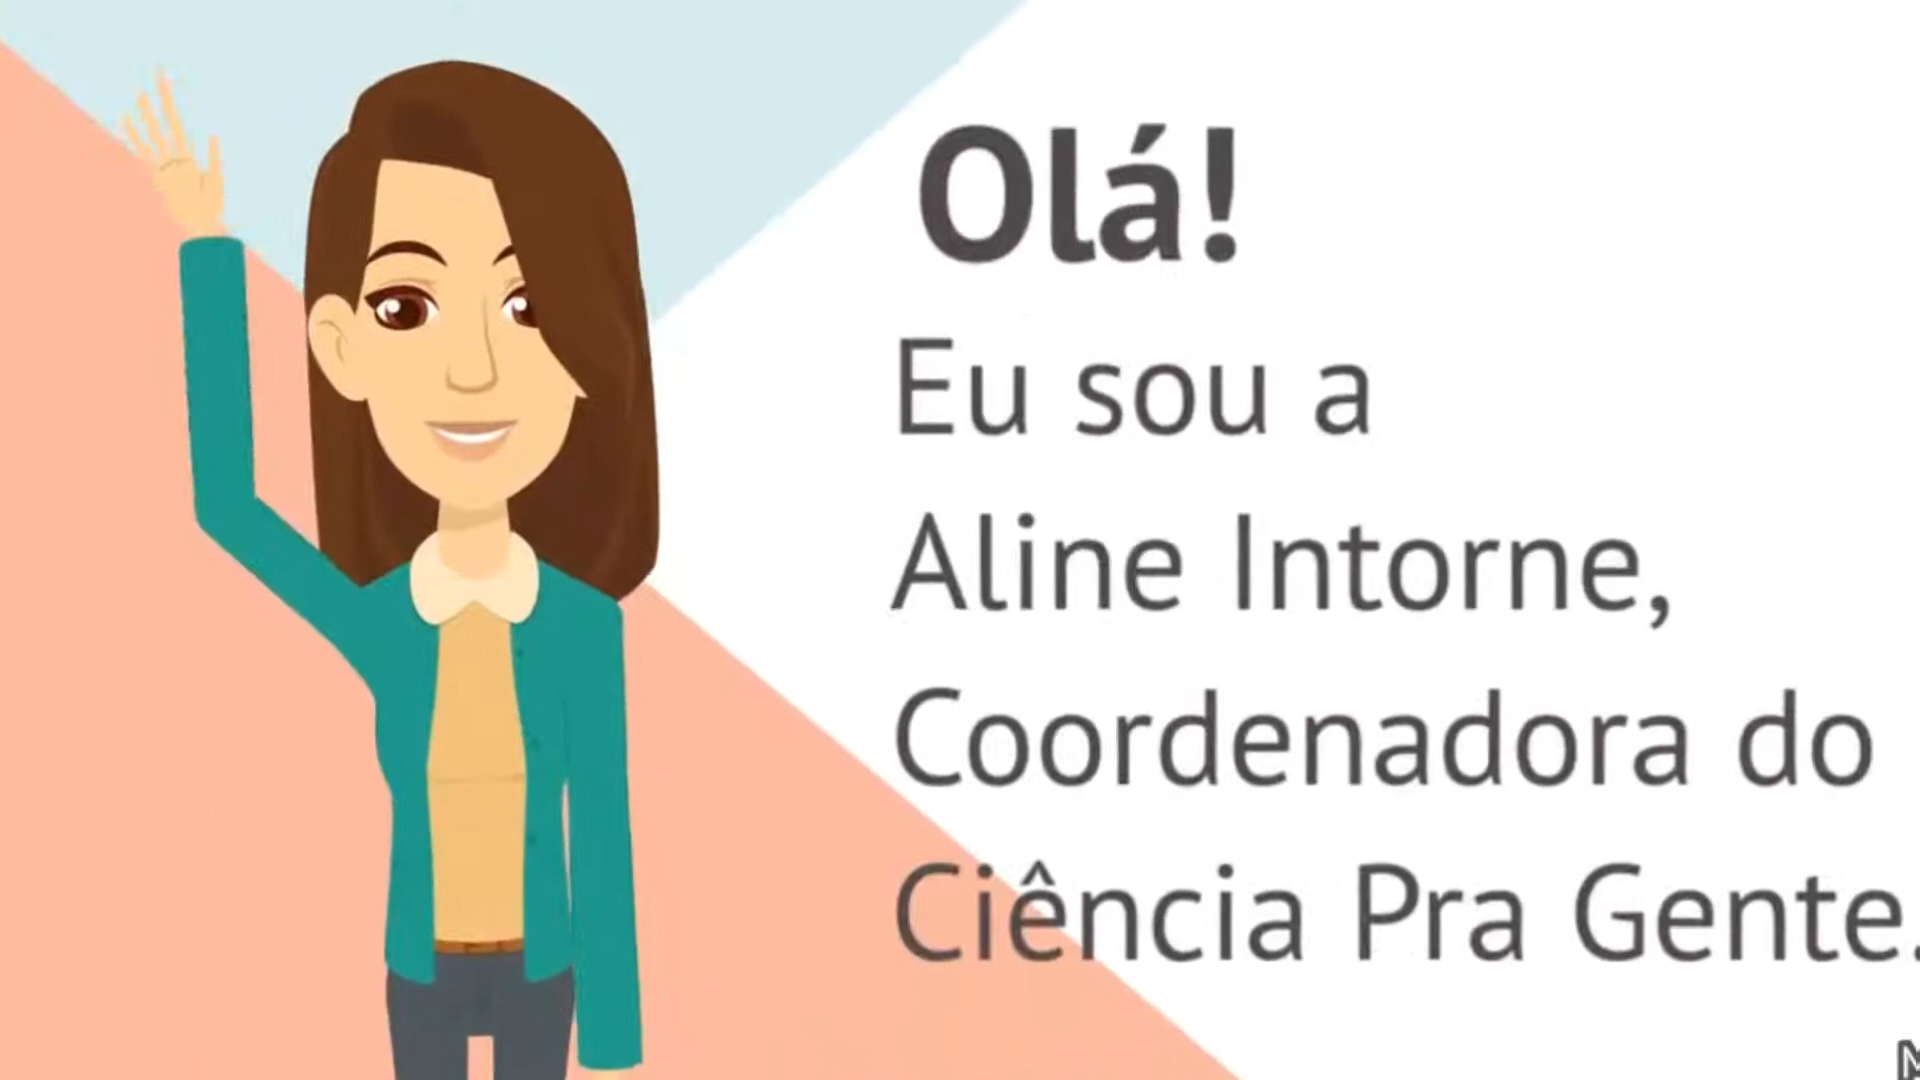 Olá!
Eu sou a
Aline Intorne,
Coordenadora do
Ciência Pra Gente.